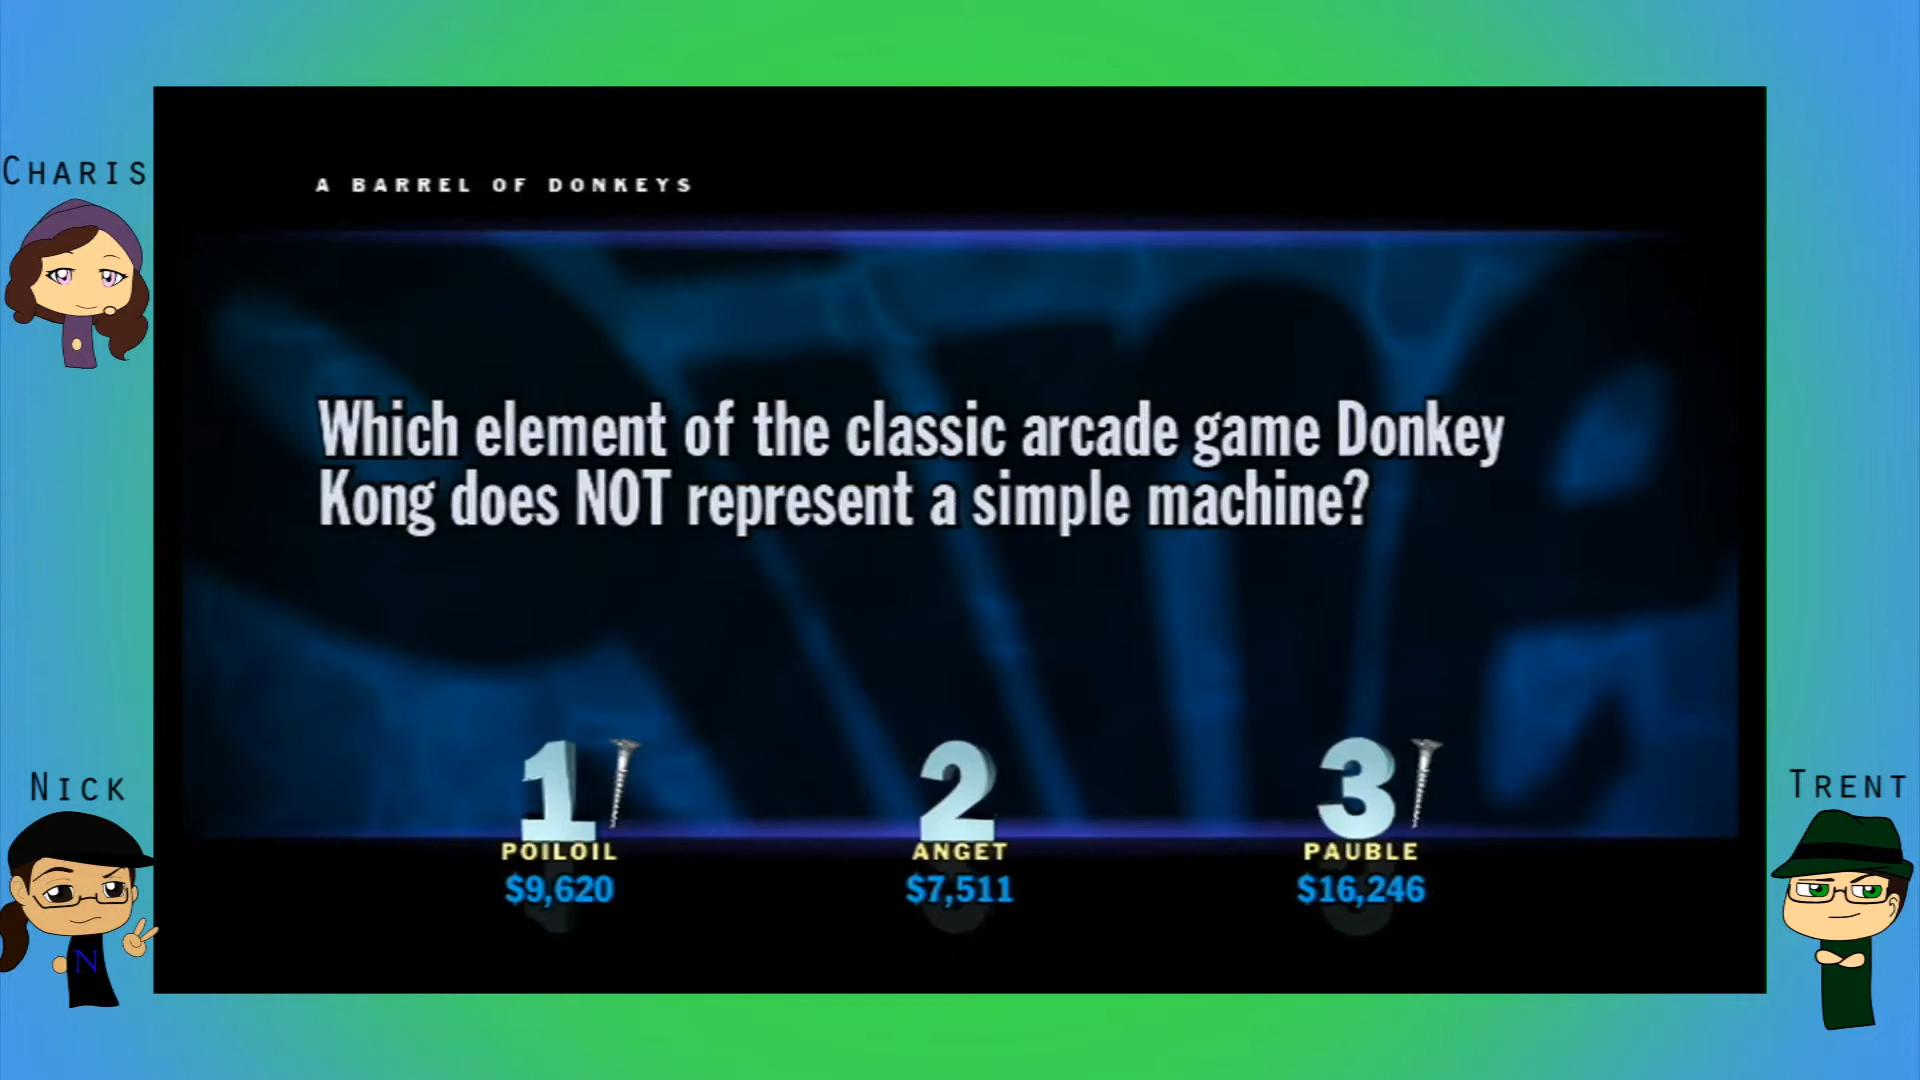 CHARIS
A BARREL OF DONKEYS
Which element of the classic arcade game Donkey
Kong does NOT represent a simple machine?
NICK
TRENT
1 2 3
POILOIL ANGET PAUBLE
$9,620 $7,511 $16,246
N